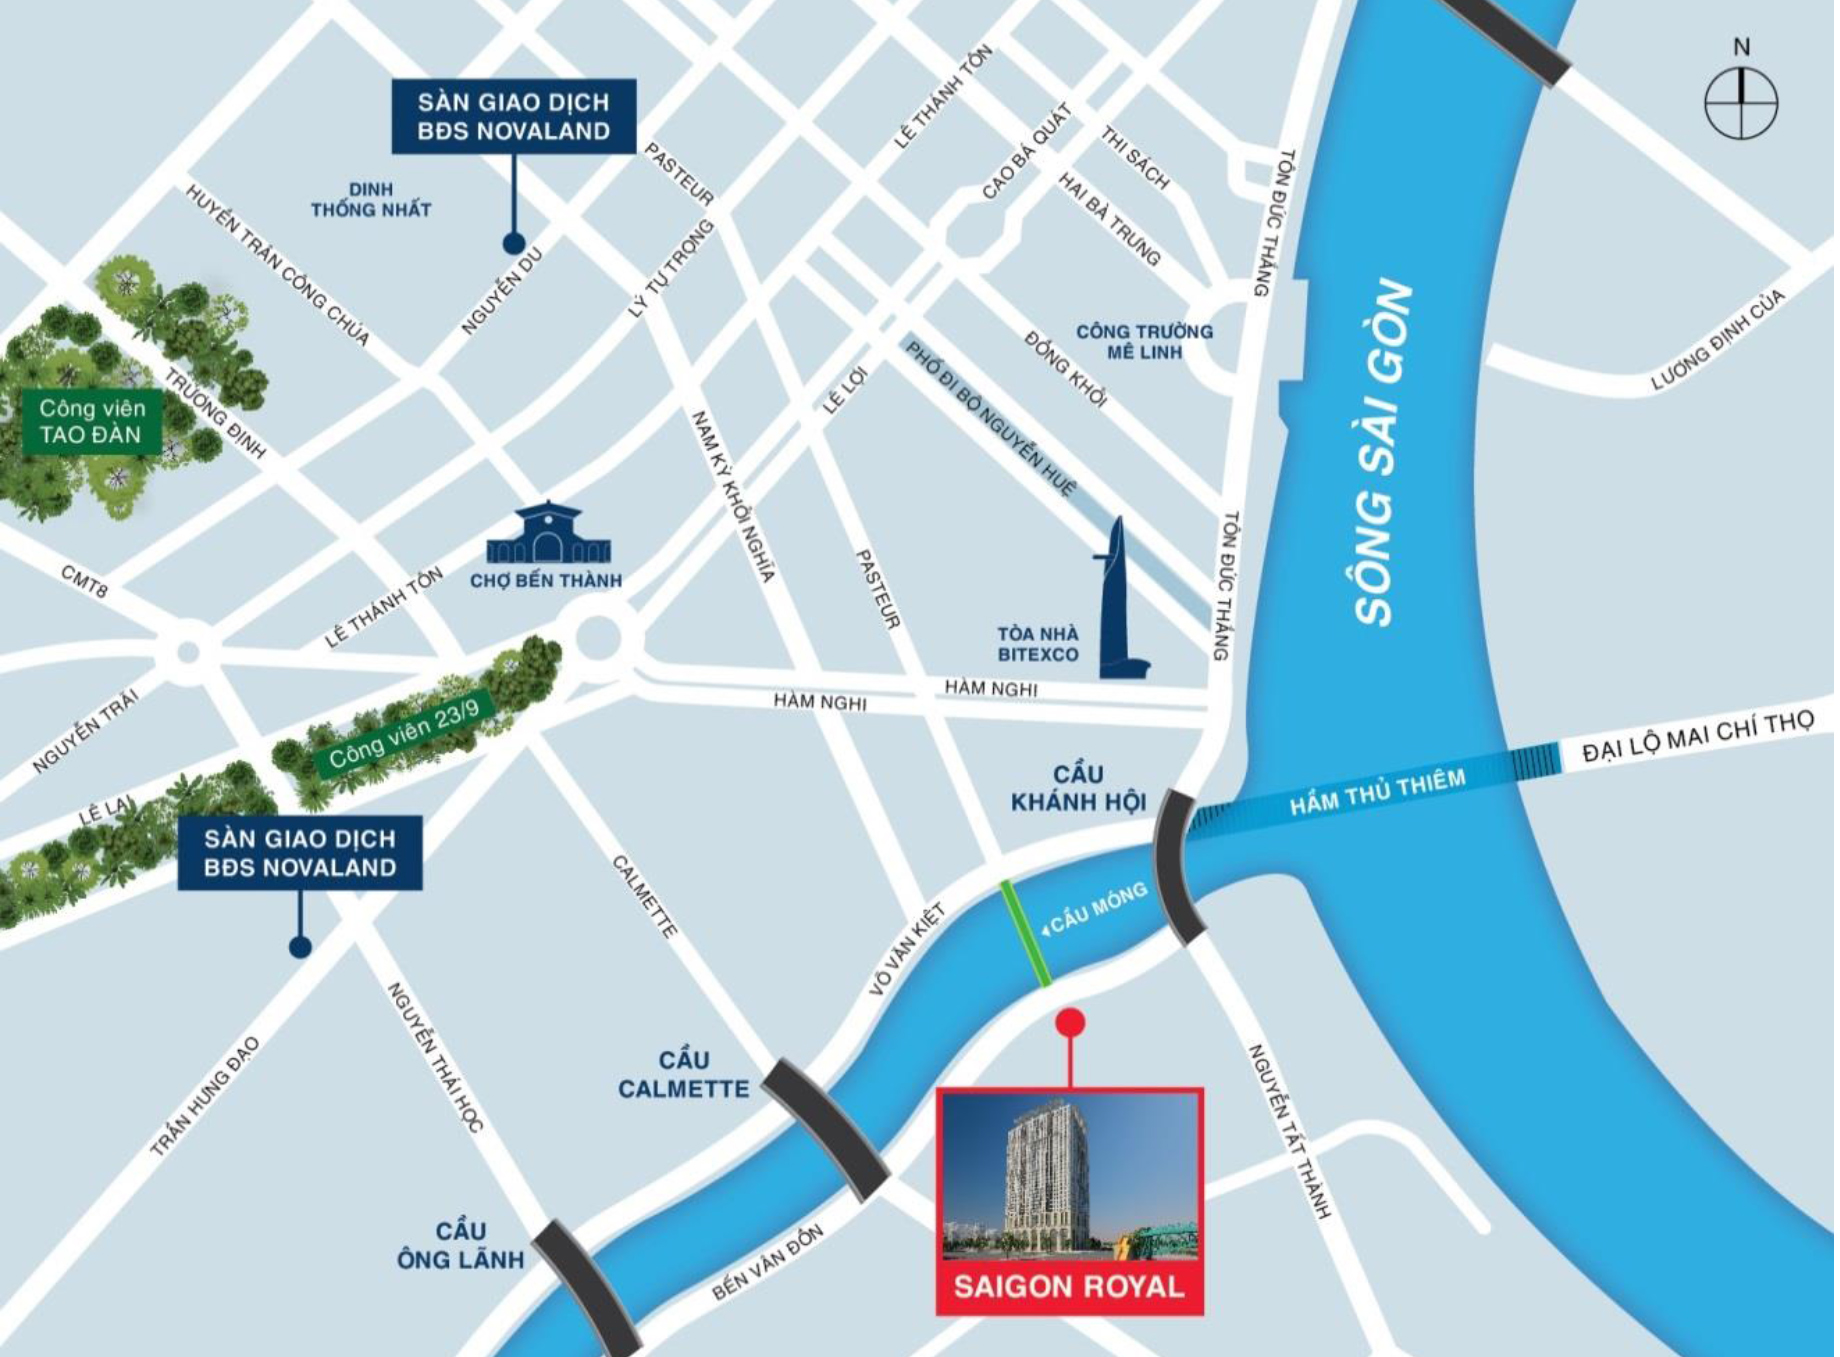 N
SÀN GIAO DỊCH
BĐS NOVALAND
DINH
THỐNG NHẤT
PASTEUR
LÊ THÁNH TÔN
CAO BÁ QUÁT
THI SÁCH
HAI BÀ TRƯNG
TÔN ĐỨC THẮNG
HUYỀN TRÂN CÔNG CHÚA
NGUYỄN DU
LÝ TỰ TRỌNG
CÔNG TRƯỜNG
MÊ LINH
ĐỒNG KHỞI
PHỐ ĐI BỘ NGUYỄN HUỆ
LÊ LỢI
LƯƠNG ĐỊNH CỦA
SÔNG SÀI GÒN
Công viên
TAO ĐÀN
TRƯƠNG ĐỊNH
NAM KỲ KHỞI NGHĨA
CHỢ BẾN THÀNH
PASTEUR
TÔN ĐỨC THẮNG
CMT8
LÊ THÁNH TÔN
TÒA NHÀ
BITEXCO
HÀM NGHI
HÀM NGHI
NGUYỄN TRÃI
Công viên 23/9
LÊ LAI
ĐẠI LỘ MAI CHÍ THỌ
HẦM THỦ THIÊM
CẦU
KHÁNH HỘI
SÀN GIAO DỊCH
BĐS NOVALAND
CALMETTE
VÕ VĂN KIỆT
CẦU MÓNG
NGUYỄN THÁI HỌC
TRẦN HƯNG ĐẠO
CẦU
CALMETTE
NGUYỄN TẤT THÀNH
CẦU
ÔNG LÃNH
BẾN VÂN ĐỒN
SAIGON ROYAL